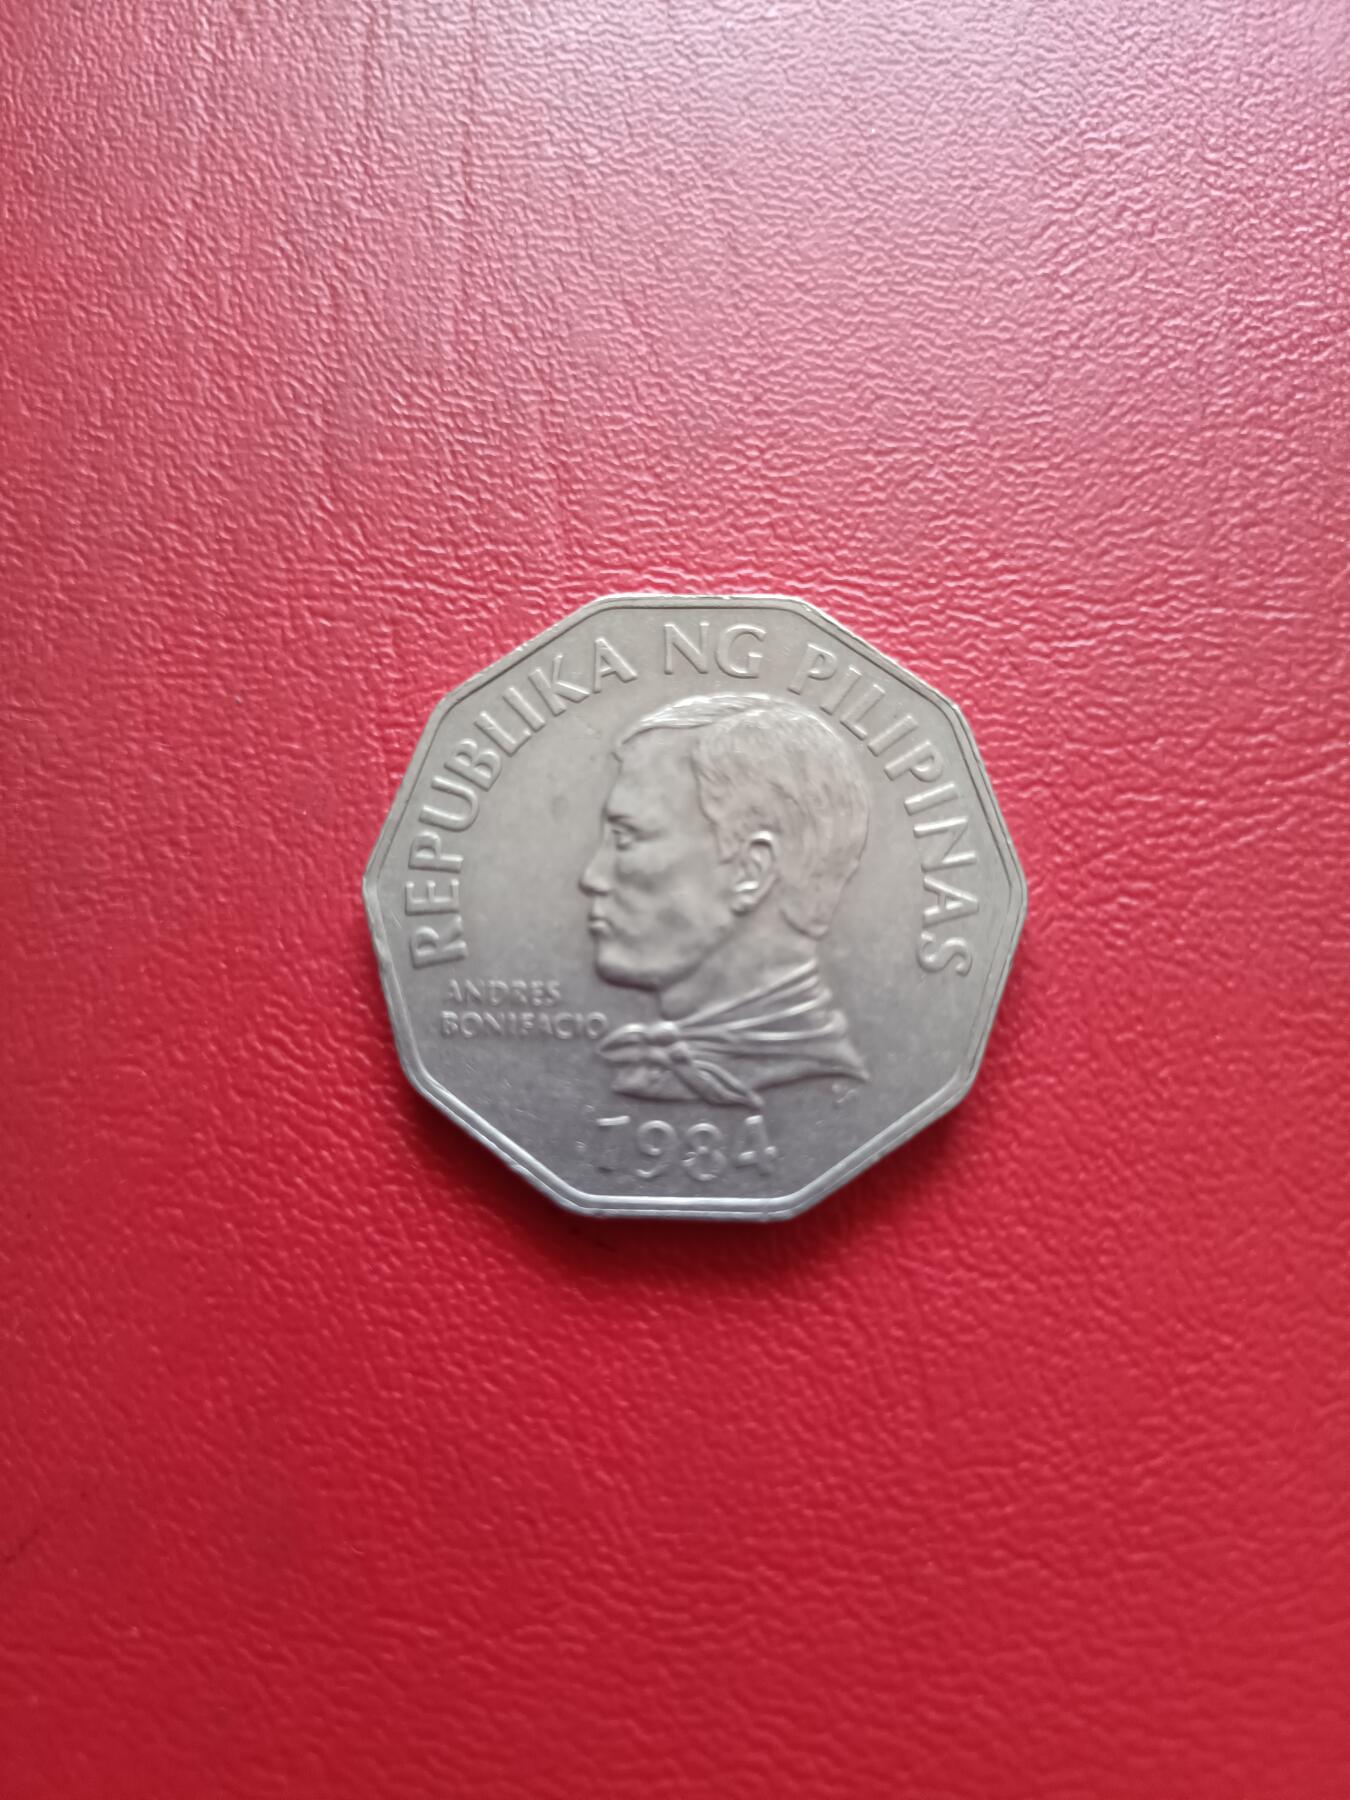 REPUBLIKA NG PILIPINAS
ANDRES
BONIFACIO
1984